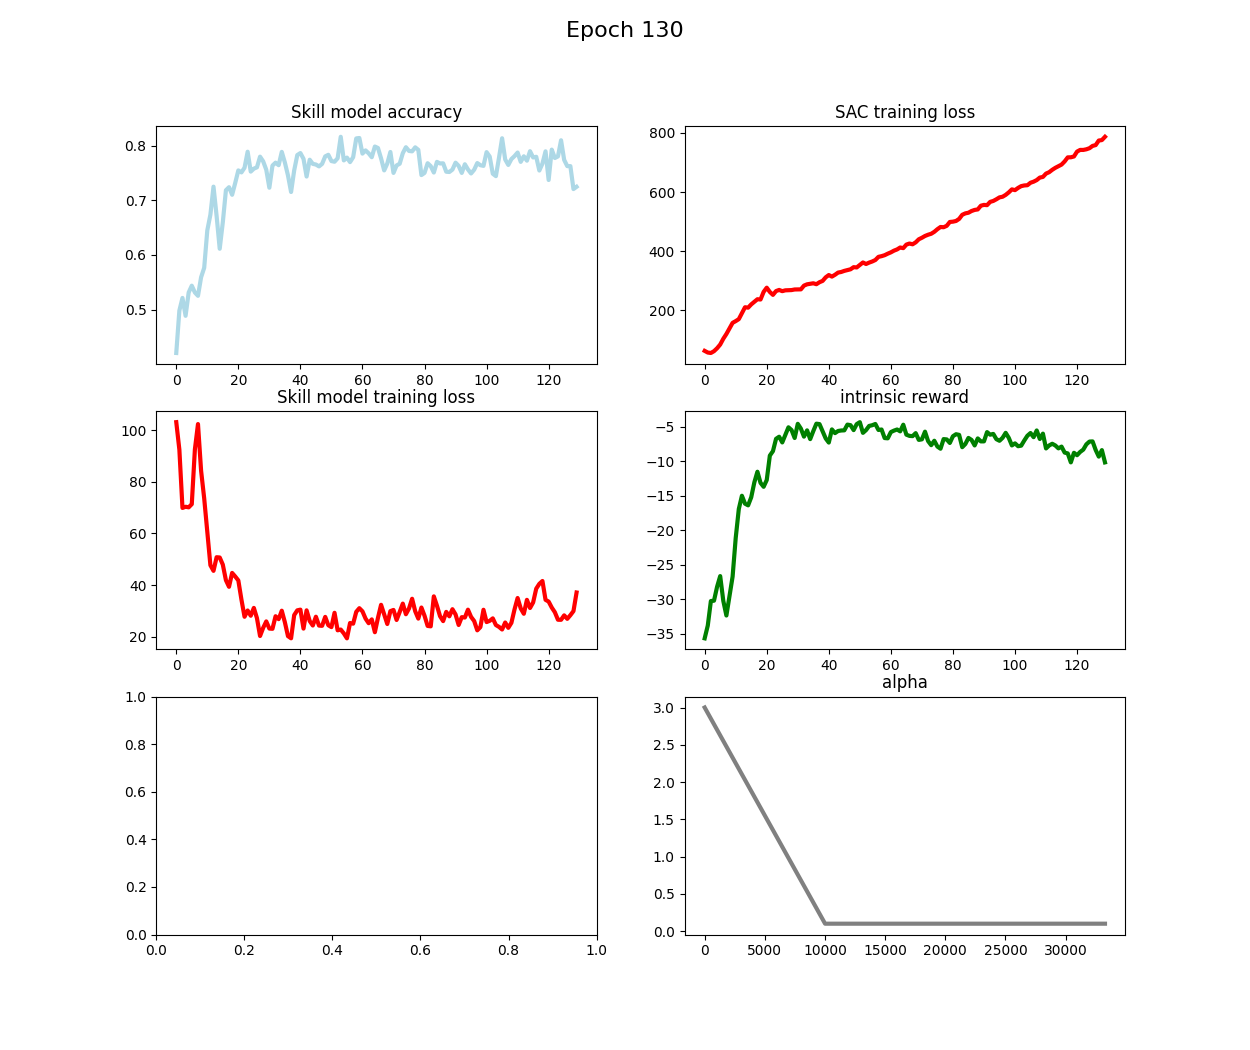 Epoch 130
Skill model accuracy
0.8
0.7
0.6
0.5
0 20 40 60 80 100 120
SAC training loss
800
600
400
200
0 20 40 60 80 100 120
Skill model training loss
100
80
60
40
20
0 20 40 60 80 100 120
intrinsic reward
−5
−10
−15
−20
−25
−30
−35
0 20 40 60 80 100 120
1.0
0.8
0.6
0.4
0.2
0.0
0.0 0.2 0.4 0.6 0.8 1.0
alpha
3.0
2.5
2.0
1.5
1.0
0.5
0.0
0 5000 10000 15000 20000 25000 30000